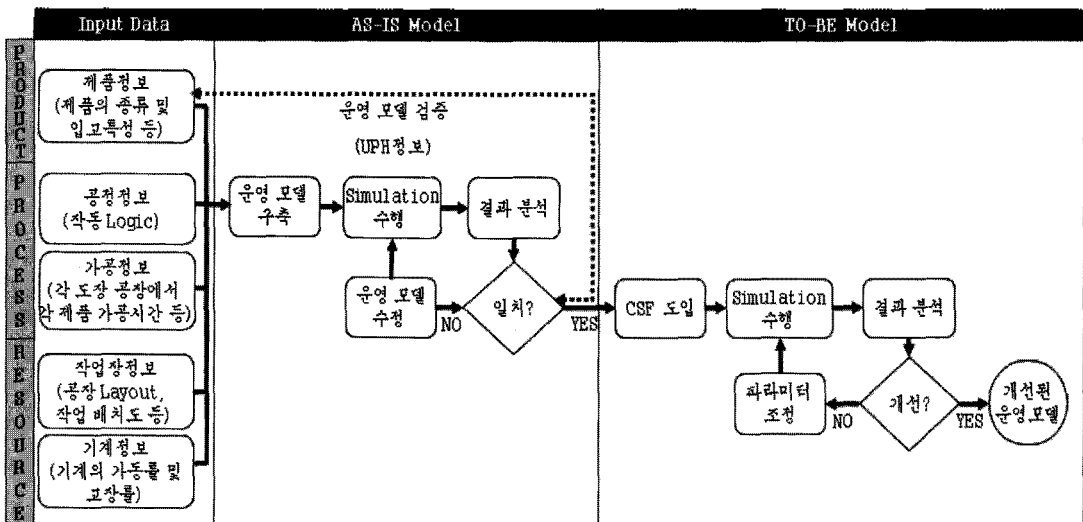 Input Data
AS-IS Model
TO-BE Model
PRODUCT
PROCESS
RESOURCE
제품정보
(제품의 종류 및
입고특성 등)
공정정보
(작동 Logic)
가공정보
(각 도장 공장에서
각 제품 가공시간 등)
작업장정보
(공장 Layout,
작업 배치도 등)
기계정보
(기계의 가동률 및
고장률)
운영 모델 검증
(UPH정보)
운영 모델
구축
Simulation
수행
결과 분석
운영 모델
수정
NO
일치?
YES
CSF 도입
Simulation
수행
결과 분석
파라미터
조정
NO
개선?
YES
개선된
운영 모델